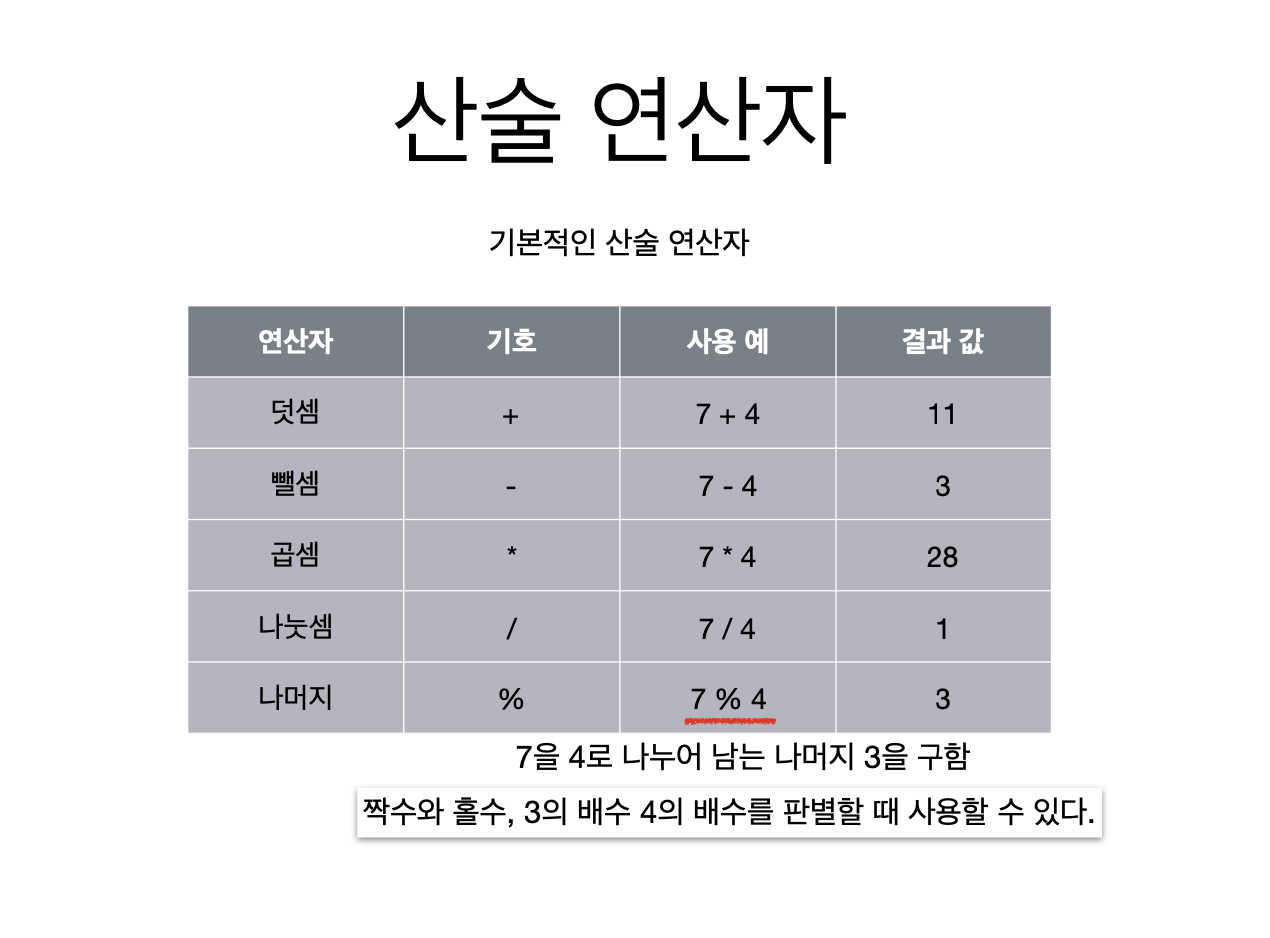 산술 연산자
기본적인 산술 연산자
연산자 기호 사용 예 결과 값
덧셈 + 7 + 4 11
뺄셈 - 7 - 4 3
곱셈 * 7 * 4 28
나눗셈 / 7 / 4 1
나머지 % 7 % 4 3
7을 4로 나누어 남는 나머지 3을 구함
짝수와 홀수, 3의 배수 4의 배수를 판별할 때 사용할 수 있다.